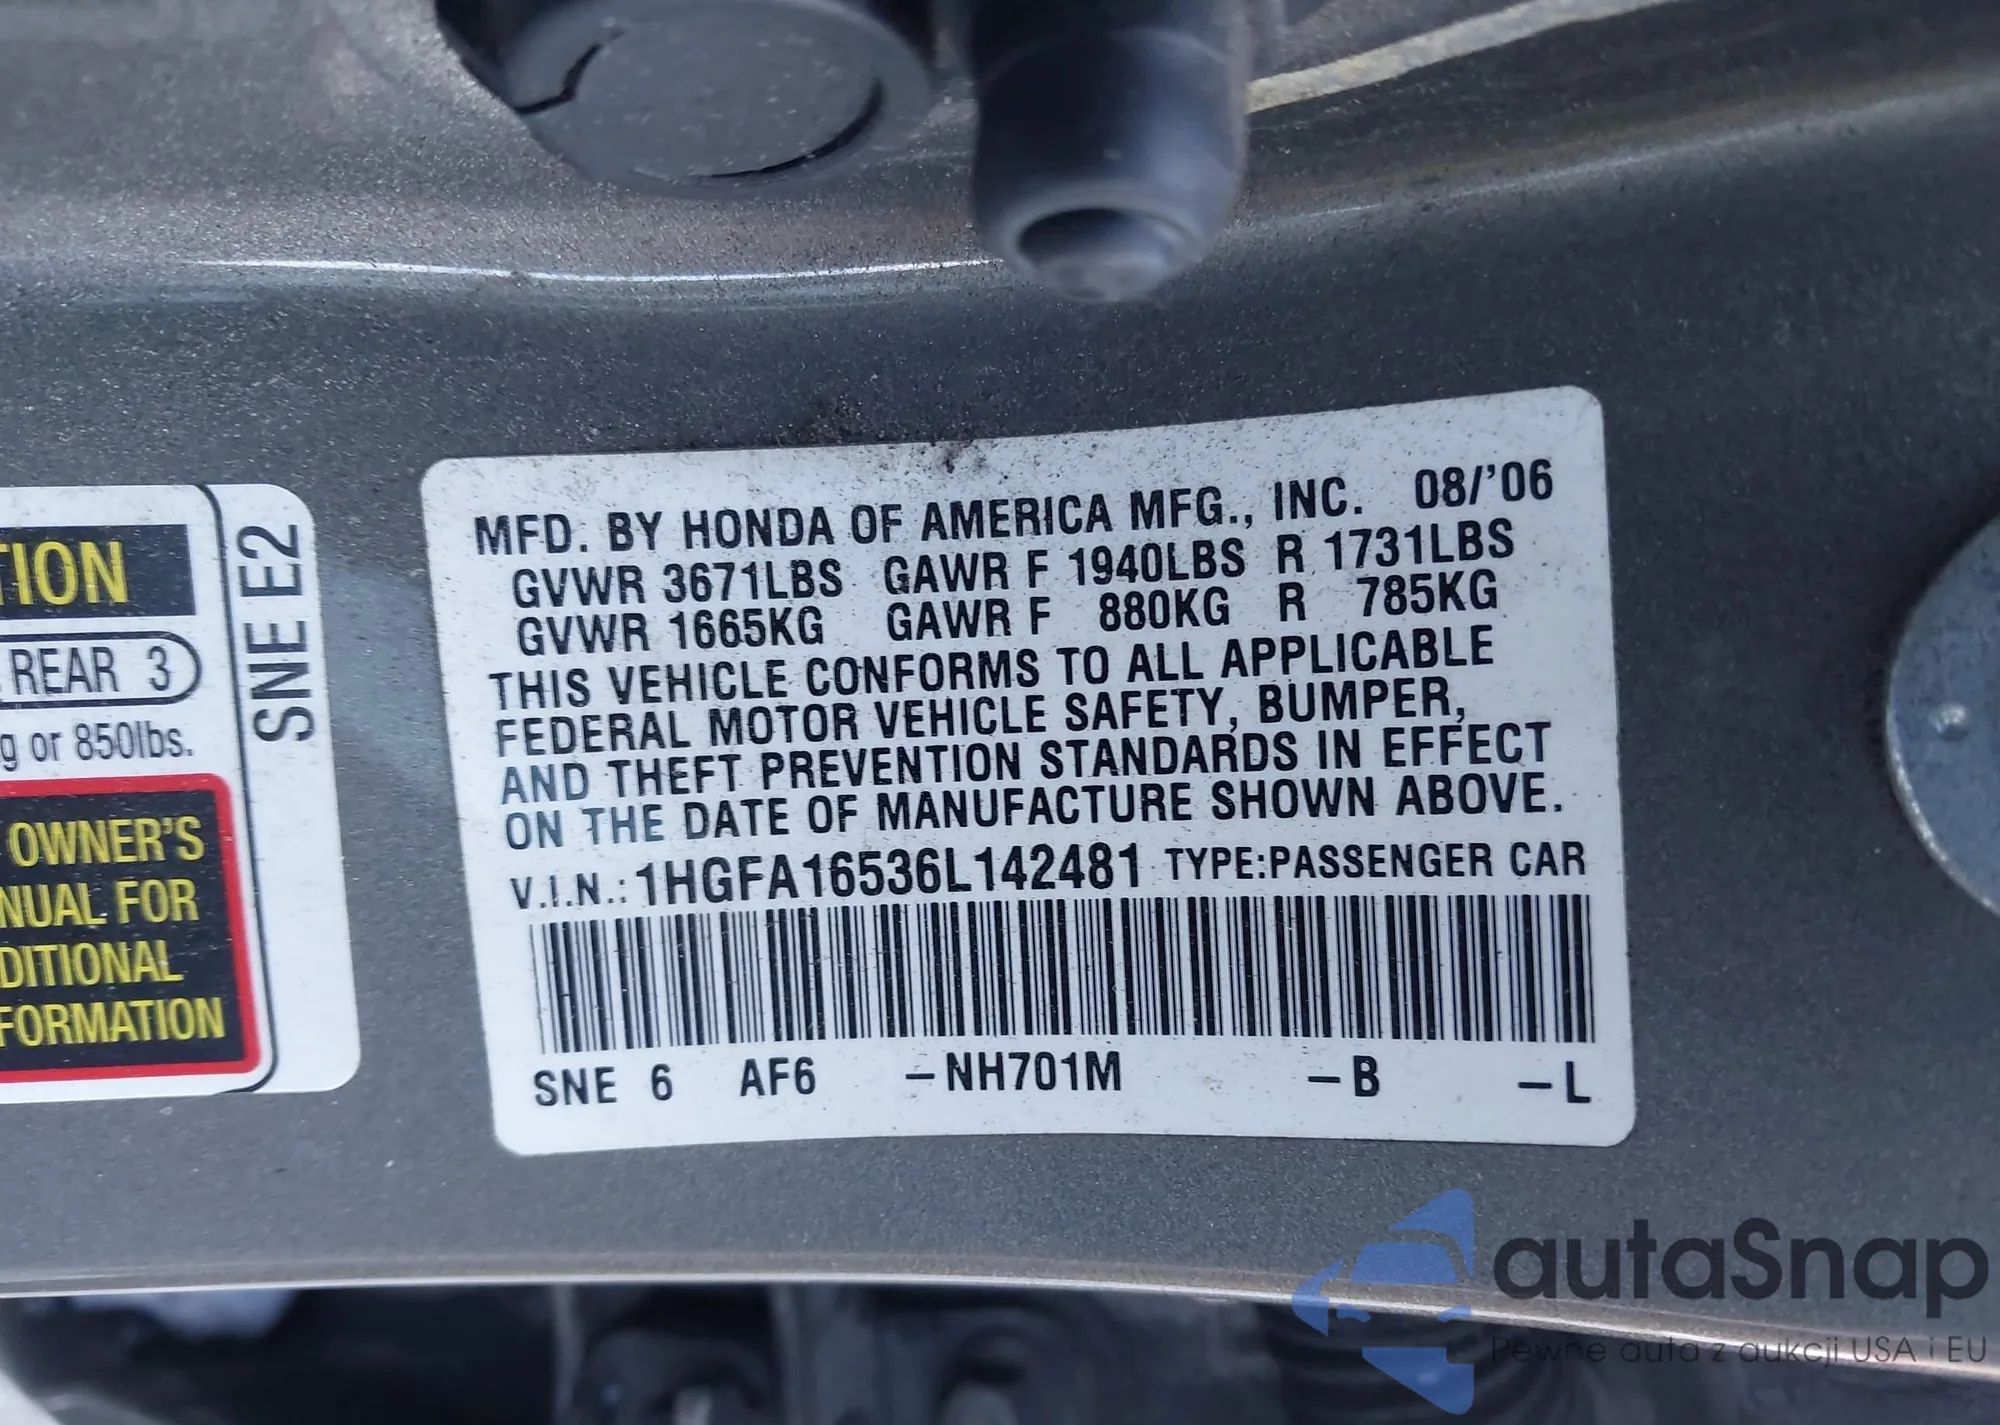 TION
REAR 3
g or 850lbs.
OWNER'S
NUAL FOR
DITIONAL
FORMATION
SNE E2
MFD. BY HONDA OF AMERICA MFG., INC. 08/'06
GVWR 3671LBS GAWR F 1940LBS R 1731LBS
GVWR 1665KG GAWR F 880KG R 785KG
THIS VEHICLE CONFORMS TO ALL APPLICABLE
FEDERAL MOTOR VEHICLE SAFETY, BUMPER,
AND THEFT PREVENTION STANDARDS IN EFFECT
ON THE DATE OF MANUFACTURE SHOWN ABOVE.
V.I.N.: 1HGFA16536L142481 TYPE:PASSENGER CAR
SNE 6 AF6 –NH701M –B –L
autaSnap
Pewne auta z aukcji USA i EU